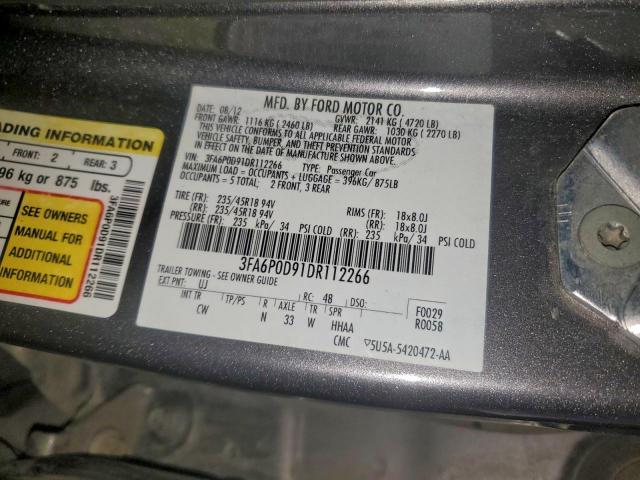 MFD. BY FORD MOTOR CO.
DATE: 08/12 GVWR: 2141 KG ( 4720 LB)
FRONT GAWR: 1116 KG ( 2460 LB) REAR GAWR: 1030 KG ( 2270 LB)
THIS VEHICLE CONFORMS TO ALL APPLICABLE FEDERAL MOTOR
VEHICLE SAFETY, BUMPER, AND THEFT PREVENTION STANDARDS
IN EFFECT ON THE DATE OF MANUFACTURE SHOWN ABOVE.
VIN: 3FA6P0D91DR112266 TYPE: Passenger Car
MAXIMUM LOAD = OCCUPANTS + LUGGAGE = 396KG/ 875LB
OCCUPANTS = 5 TOTAL; 2 FRONT, 3 REAR
TIRE (FR): 235/45R18 94V RIMS (FR): 18x8.0J
(RR): 235/45R18 94V (RR): 18x8.0J
PRESSURE (FR): 235 kPa/ 34 PSI COLD (RR): 235 kPa/ 34 PSI COLD
3FA6P0D91DR112266
TRAILER TOWING - SEE OWNER GUIDE
EXT PNT: UJ RC: 48 DSO: F0029
R0058
INT TR TP/PS R AXLE TR SPR
CW N 33 W HHAA
CMC 5U5A-5420472-AA
ADING INFORMATION
FRONT: 2 REAR: 3
96 kg or 875 lbs.
SEE OWNERS
MANUAL FOR
ADDITIONAL
INFORMATION
3FA6P0D91DR112266